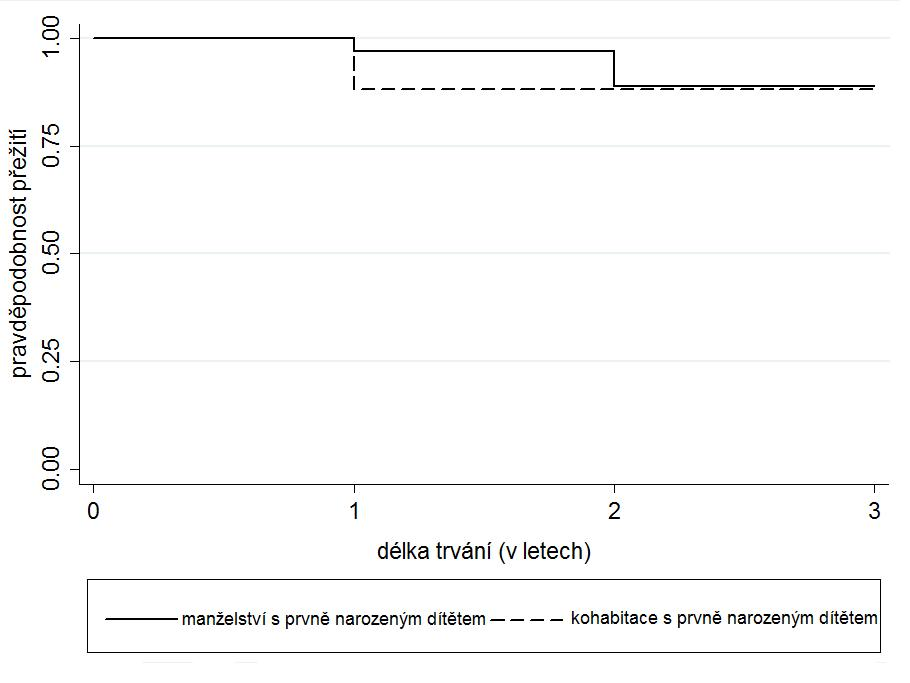 pravděpodobnost přežití
1.00
0.75
0.50
0.25
0.00
0 1 2 3
délka trvání (v letech)
manželství s prvně narozeným dítětem kohabitace s prvně narozeným dítětem